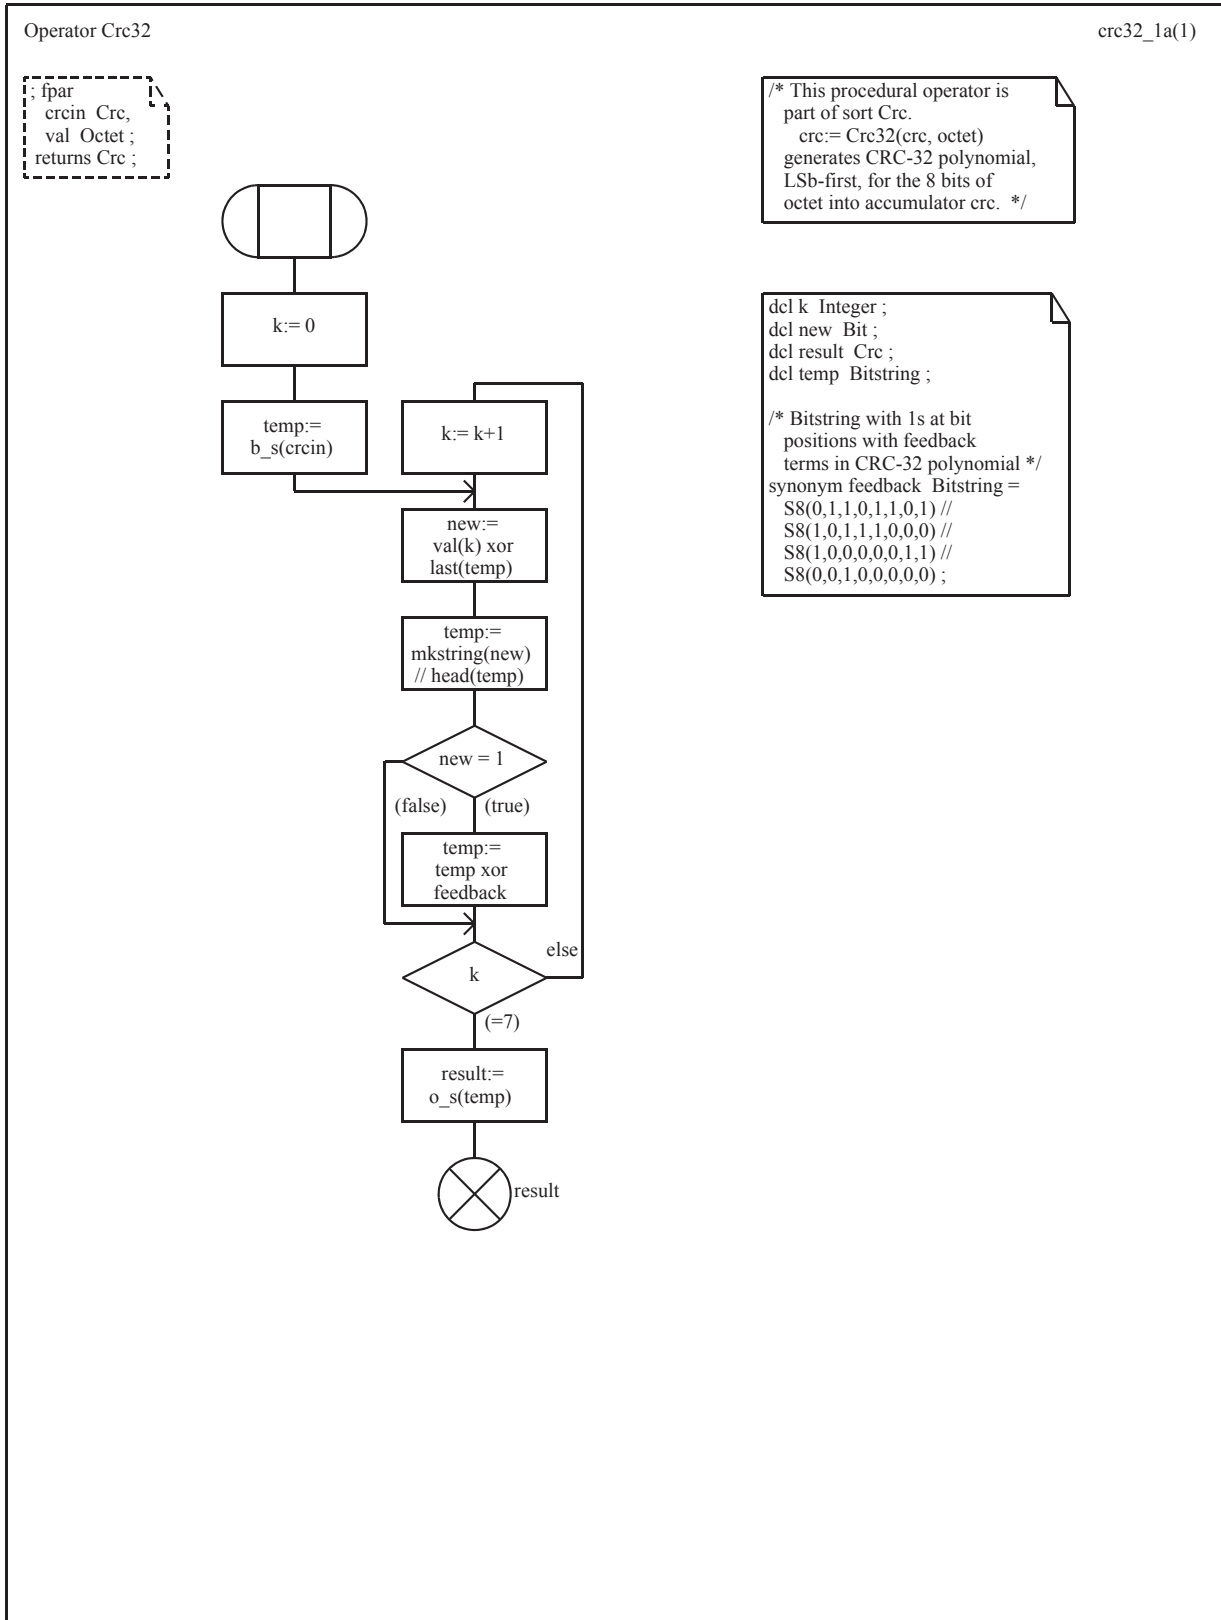 Operator Crc32
crc32_1a(1)
; fpar
crcin Crc,
val Octet ;
returns Crc ;
/* This procedural operator is
part of sort Crc.
crc:= Crc32(crc, octet)
generates CRC-32 polynomial,
LSb-first, for the 8 bits of
octet into accumulator crc. */
k:= 0
temp:=
b_s(crcin)
k:= k+1
new:=
val(k) xor
last(temp)
temp:=
mkstring(new)
// head(temp)
new = 1
(false)
(true)
temp:=
temp xor
feedback
else
k
(=7)
result:=
o_s(temp)
result
dcl k Integer ;
dcl new Bit ;
dcl result Crc ;
dcl temp Bitstring ;
/* Bitstring with 1s at bit
positions with feedback
terms in CRC-32 polynomial */
synonym feedback Bitstring =
S8(0,1,1,0,1,1,0,1) //
S8(1,0,1,1,1,0,0,0) //
S8(1,0,0,0,0,0,1,1) //
S8(0,0,1,0,0,0,0,0) ;